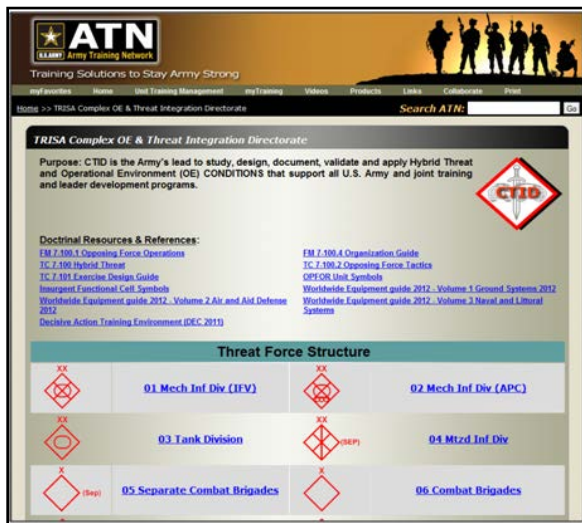 ATN
U.S. ARMY Army Training Network
Training Solutions to Stay Army Strong
myFavorites Home Unit Training Management myTraining Videos Products Links Collaborate Print
Home >> TRISA Complex OE & Threat Integration Directorate Search ATN: Go
TRISA Complex OE & Threat Integration Directorate
Purpose: CTID is the Army's lead to study, design, document, validate and apply Hybrid Threat
and Operational Environment (OE) CONDITIONS that support all U.S. Army and joint training
and leader development programs.
CTID
Doctrinal Resources & References:
FM 7.100.1 Opposing Force Operations FM 7.100.4 Organization Guide
TC 7.100 Hybrid Threat TC 7.100.2 Opposing Force Tactics
TC 7.101 Exercise Design Guide OPFOR Unit Symbols
Insurgent Functional Cell Symbols Worldwide Equipment guide 2012 - Volume 1 Ground Systems 2012
Worldwide Equipment guide 2012 - Volume 2 Air and Aid Defense Worldwide Equipment guide 2012 - Volume 3 Naval and Littoral
2012 Systems
Decisive Action Training Environment (DEC 2011)
Threat Force Structure
XX XX
01 Mech Inf Div (IFV) 02 Mech Inf Div (APC)
XX XX
03 Tank Division (SEP) 04 Mtzd Inf Div
X X
(Sep) 05 Separate Combat Brigades 06 Combat Brigades